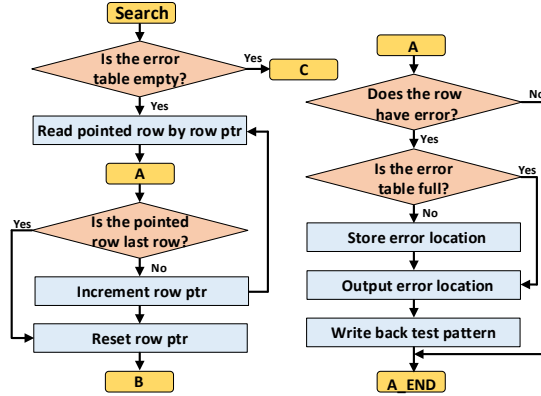 Search
Is the error
table empty?
Yes
C
Yes
Read pointed row by row ptr
A
Yes
Is the pointed
row last row?
No
Increment row ptr
Reset row ptr
B
A
Does the row
have error?
No
Yes
Is the error
table full?
Yes
No
Store error location
Output error location
Write back test pattern
A_END